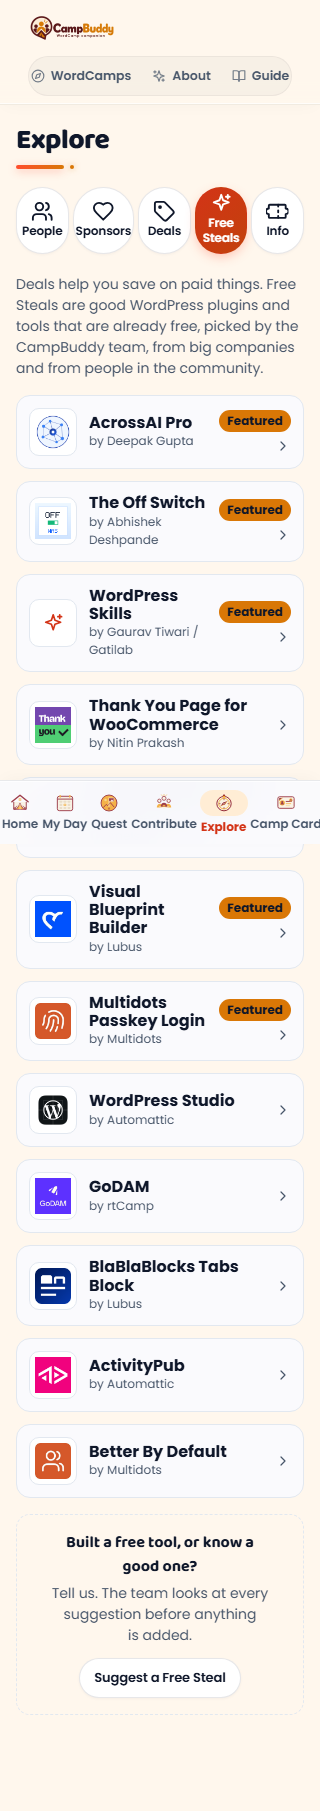 CampBuddy
WordCamp companion
WordCamps About Guide
Explore
People Sponsors Deals Free Steals Info
Deals help you save on paid things. Free
Steals are good WordPress plugins and
tools that are already free, picked by the
CampBuddy team, from big companies
and from people in the community.
AcrossAI Pro Featured
by Deepak Gupta
OFF
The Off Switch Featured
by Abhishek
Deshpande
WordPress
Skills Featured
by Gaurav Tiwari /
Gatilab
Thank
you
Thank You Page for
WooCommerce
by Nitin Prakash
Home My Day Quest Contribute Explore Camp Card
Visual
Blueprint
Builder Featured
by Lubus
Multidots
Passkey Login Featured
by Multidots
WordPress Studio
by Automattic
GoDAM
GoDAM
by rtCamp
BlaBlaBlocks Tabs
Block
by Lubus
ActivityPub
by Automattic
Better By Default
by Multidots
Built a free tool, or know a
good one?
Tell us. The team looks at every
suggestion before anything
is added.
Suggest a Free Steal